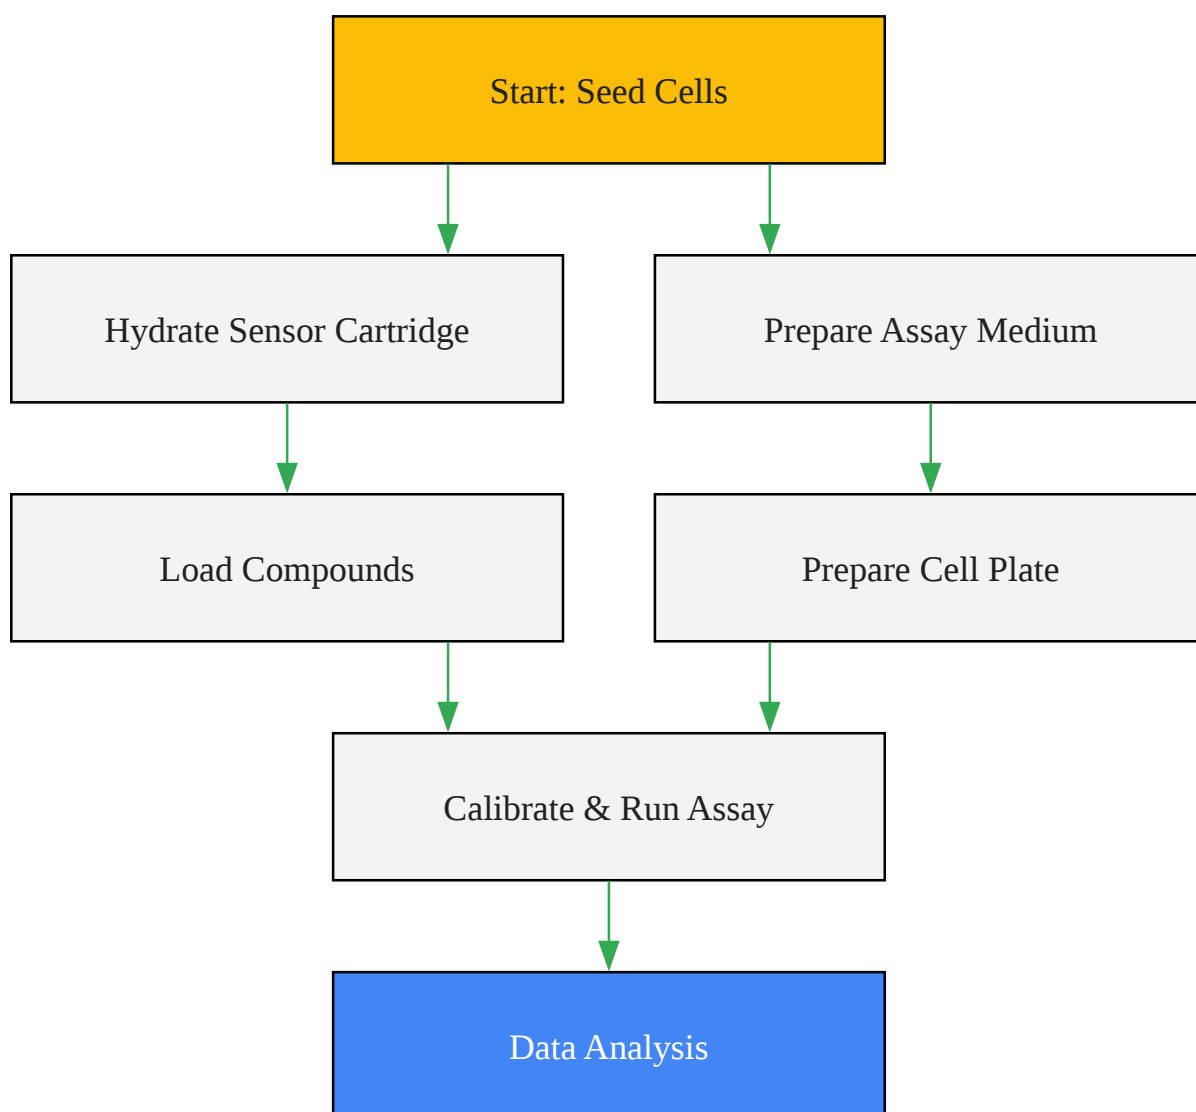 Start: Seed Cells
Hydrate Sensor Cartridge
Prepare Assay Medium
Load Compounds
Prepare Cell Plate
Calibrate & Run Assay
Data Analysis